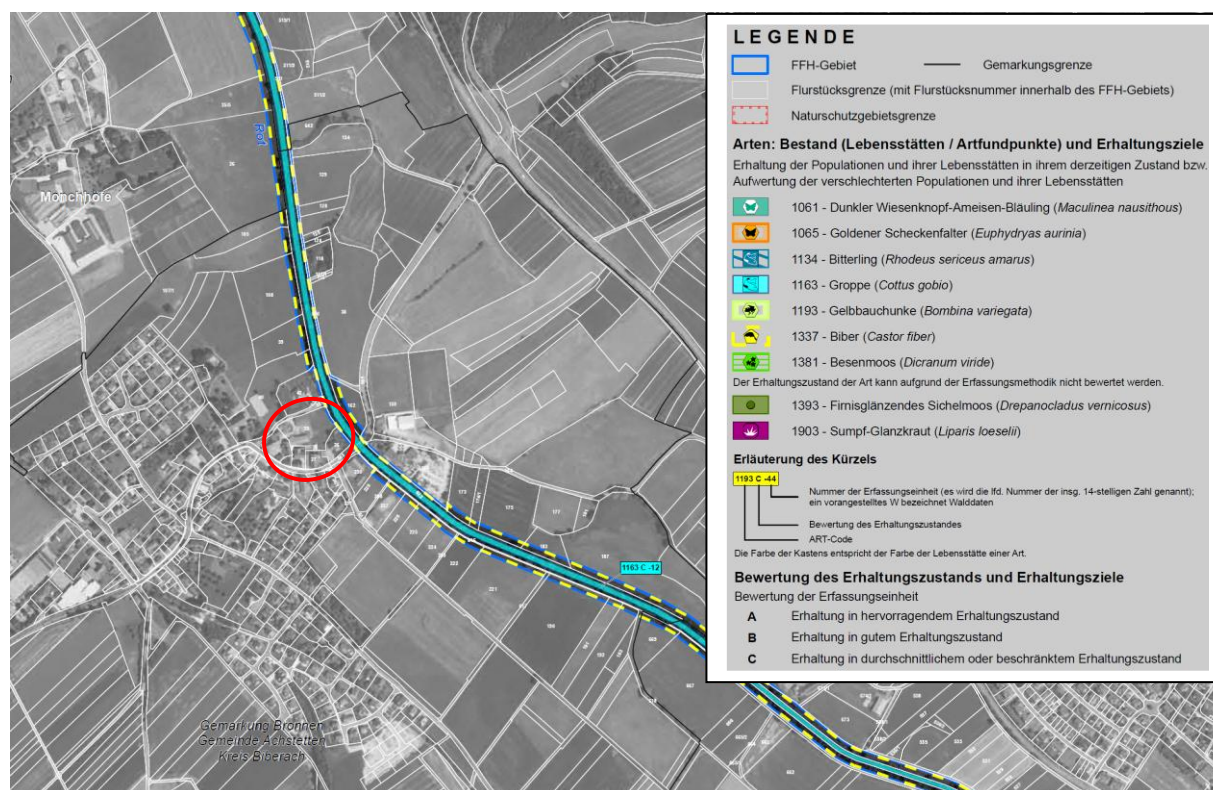 Rot
Mönchhöfe
1163 C -12
Gemarkung Bronnen
Gemeinde Achstetten
Kreis Biberach
LEGENDE
FFH-Gebiet
Gemarkungsgrenze
Flurstücksgrenze (mit Flurstücksnummer innerhalb des FFH-Gebiets)
Naturschutzgebietsgrenze
Arten: Bestand (Lebensstätten / Artfundpunkte) und Erhaltungsziele
Erhaltung der Populationen und ihrer Lebensstätten in ihrem derzeitigen Zustand bzw.
Aufwertung der verschlechterten Populationen und ihrer Lebensstätten
1061 - Dunkler Wiesenknopf-Ameisen-Bläuling (Maculinea nausithous)
1065 - Goldener Scheckenfalter (Euphydryas aurinia)
1134 - Bitterling (Rhodeus sericeus amarus)
1163 - Groppe (Cottus gobio)
1193 - Gelbbauchunke (Bombina variegata)
1337 - Biber (Castor fiber)
1381 - Besenmoos (Dicranum viride)
Der Erhaltungszustand der Art kann aufgrund der Erfassungsmethodik nicht bewertet werden.
1393 - Firnisglänzendes Sichelmoos (Drepanocladus vernicosus)
1903 - Sumpf-Glanzkraut (Liparis loeselii)
Erläuterung des Kürzels
1193 C -44
Nummer der Erfassungseinheit (es wird die lfd. Nummer der insg. 14-stelligen Zahl genannt);
ein vorangestelltes W bezeichnet Walddaten
Bewertung des Erhaltungszustandes
ART-Code
Die Farbe der Kastens entspricht der Farbe der Lebensstätte einer Art.
Bewertung des Erhaltungszustands und Erhaltungsziele
Bewertung der Erfassungseinheit
A Erhaltung in hervorragendem Erhaltungszustand
B Erhaltung in gutem Erhaltungszustand
C Erhaltung in durchschnittlichem oder beschränktem Erhaltungszustand